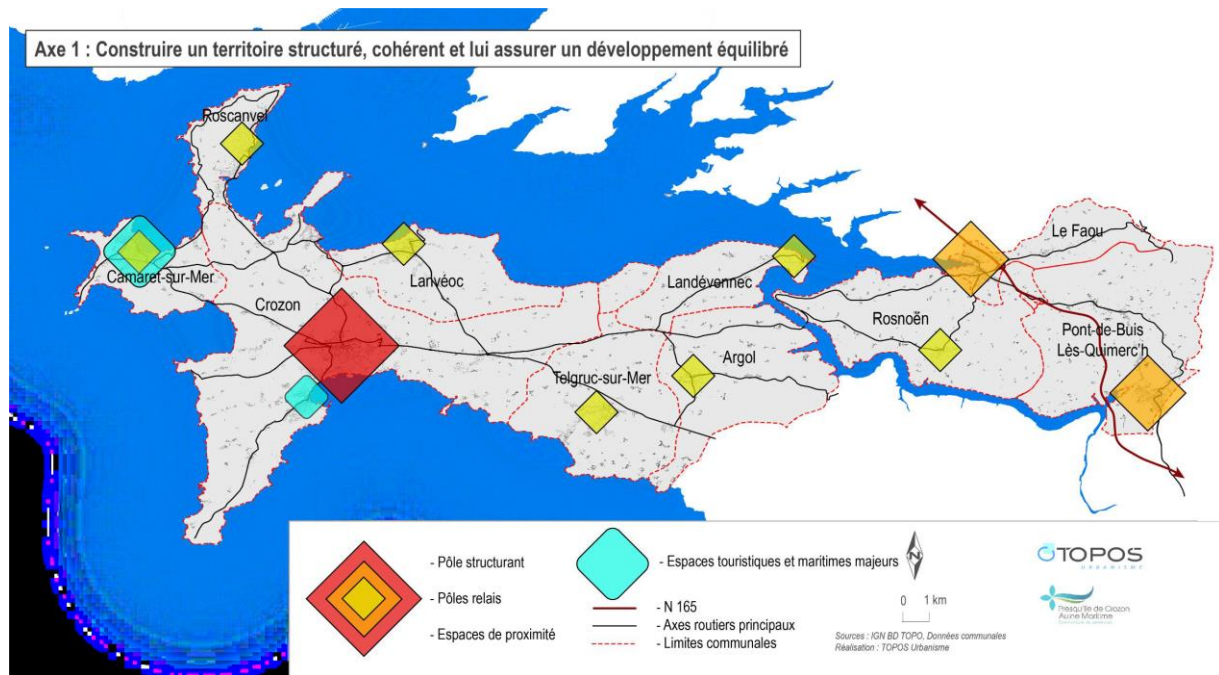 Axe 1 : Construire un territoire structuré, cohérent et lui assurer un développement équilibré
Roscanvel
Le Faou
Camaret-sur-Mer
Lanvéoc
Landévennec
Crozon
Rosnoën
Pont-de-Buis
Lès-Quimerc'h
Argol
Telgruc-sur-Mer
- Pôle structurant
- Pôles relais
- Espaces de proximité
- Espaces touristiques et maritimes majeurs
- N 165
- Axes routiers principaux
- Limites communales
N
0 1 km
Sources : IGN BD TOPO, Données communales
Réalisation : TOPOS Urbanisme
TOPOS
URBANISME
Presqu'île de Crozon
Aulne Maritime